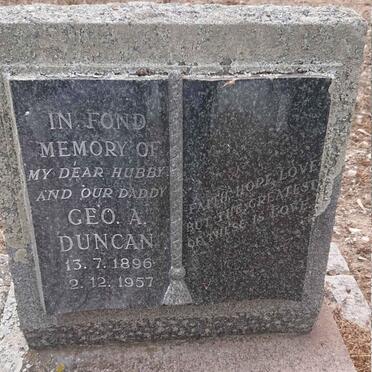 IN FOND
MEMORY OF
MY DEAR HUBBY
AND OUR DADDY
GEO. A.
DUNCAN
13. 7. 1896
2. 12. 1957
FAITH, HOPE, LOVE
BUT THE GREATEST
OF THESE IS LOVE